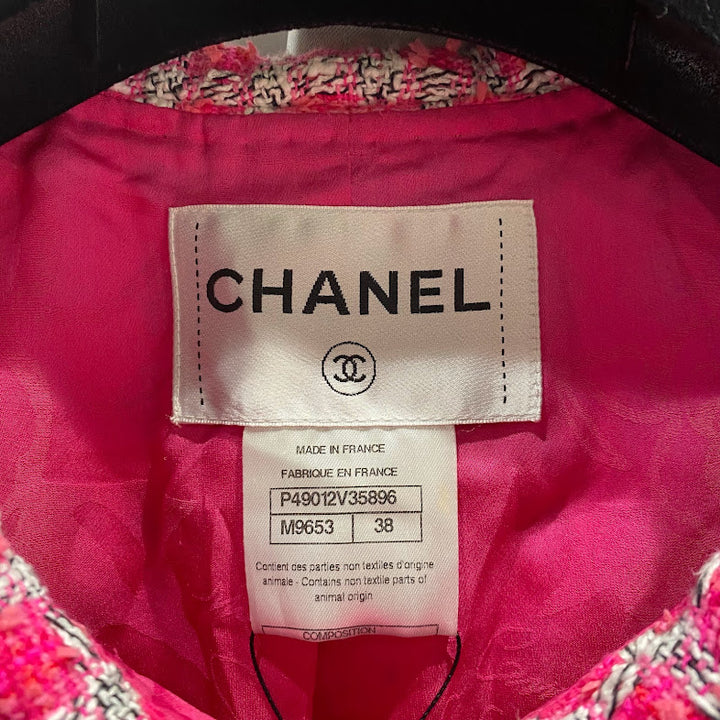 CHANEL
MADE IN FRANCE
FABRIQUE EN FRANCE
P49012V35896
M9653 38
Contient des parties non textiles d'origine
animale - Contains non textile parts of
animal origin
COMPOSITION